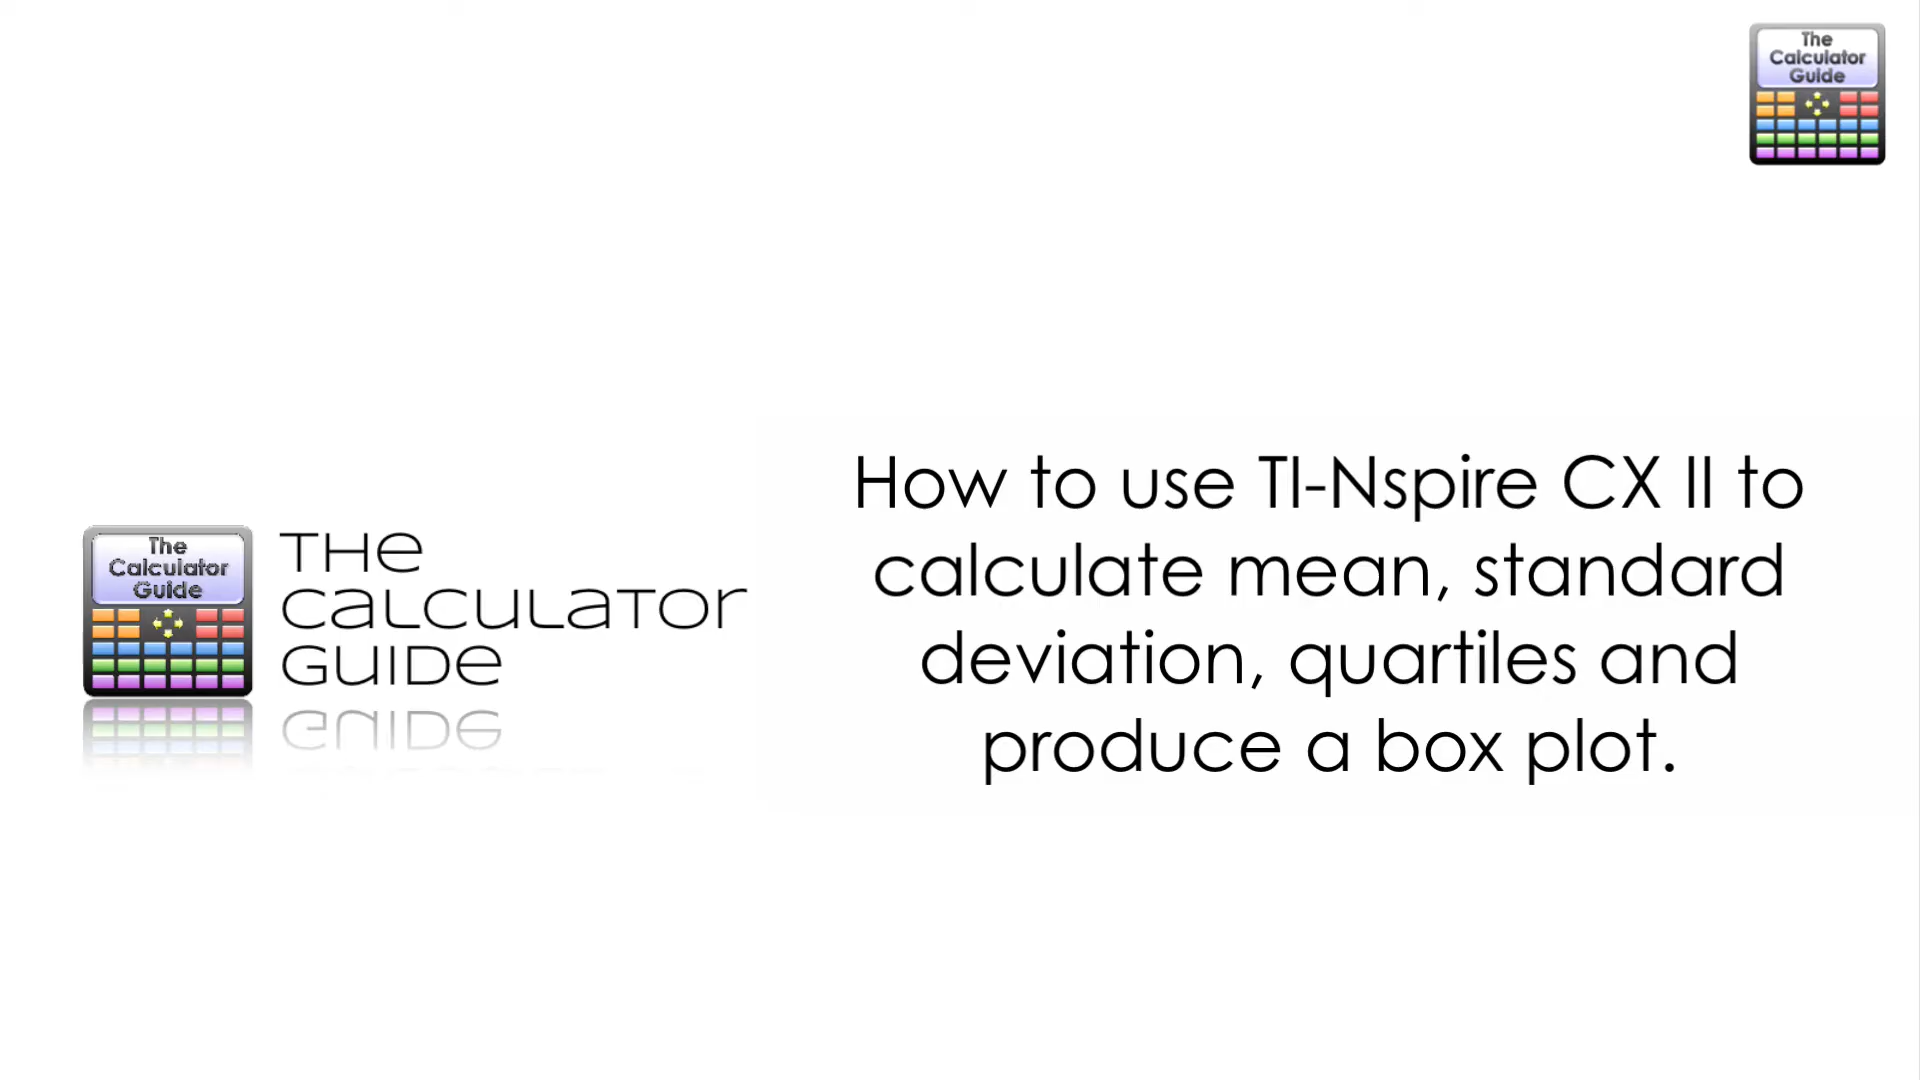 The
Calculator
Guide
How to use TI-Nspire CX II to
calculate mean, standard
deviation, quartiles and
produce a box plot.
The
Calculator
Guide
THe
CaLCULaTOr
GUIDe